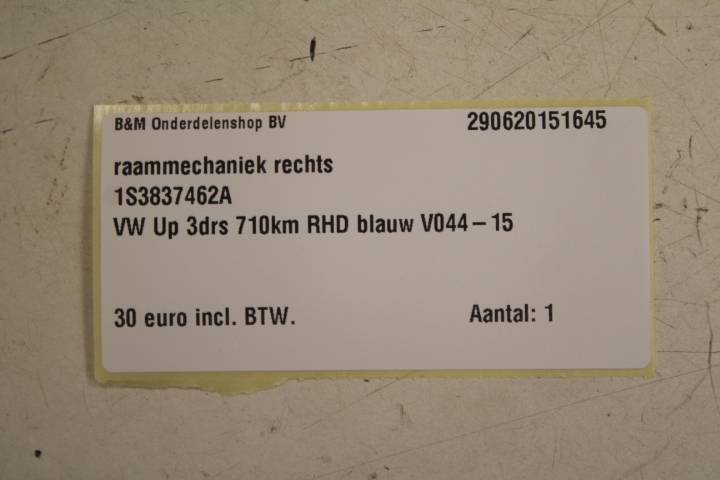 B&M Onderdelenshop BV 290620151645
raammechaniek rechts
1S3837462A
VW Up 3drs 710km RHD blauw V044-15
30 euro incl. BTW. Aantal: 1